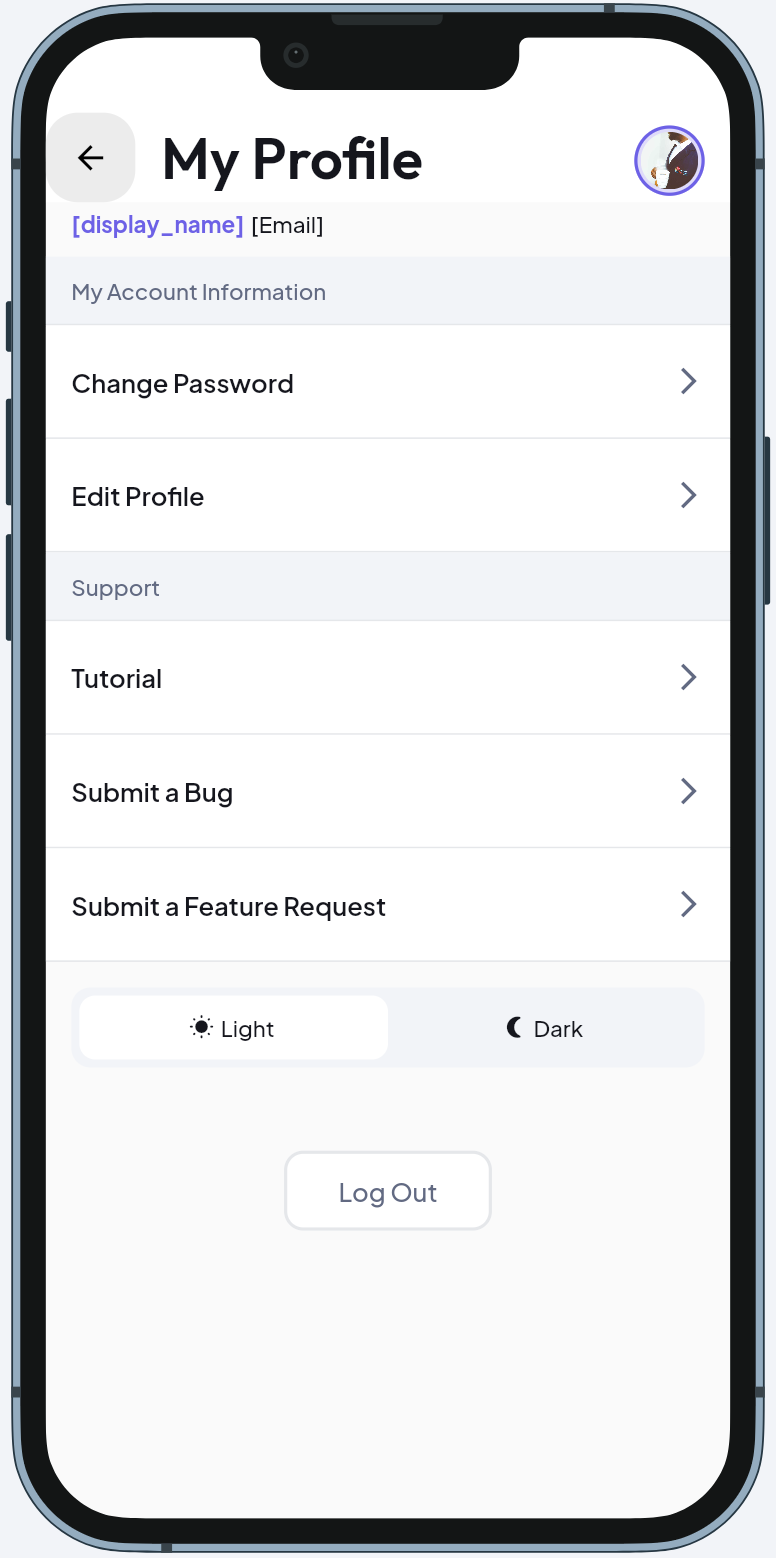 My Profile
[display_name] [Email]
My Account Information
Change Password
Edit Profile
Support
Tutorial
Submit a Bug
Submit a Feature Request
Light Dark
Log Out